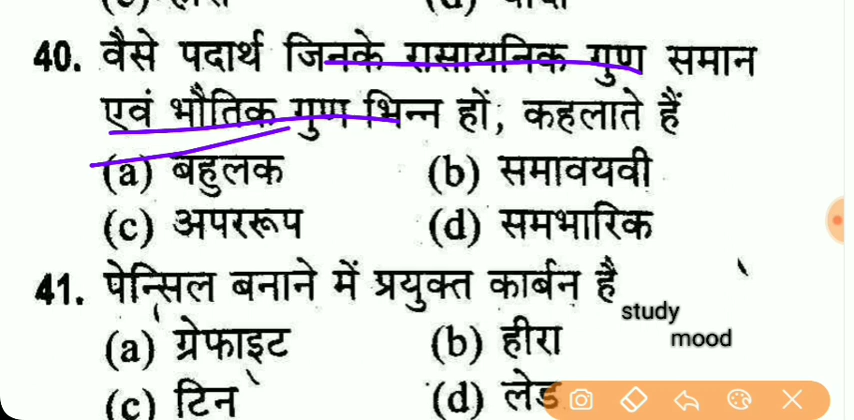 40. वैसे पदार्थ जिनके रासायनिक गुण समान
एवं भौतिक गुण भिन्न हों, कहलाते हैं
(a) बहुलक (b) समावयवी
(c) अपररूप (d) समभारिक
41. पेन्सिल बनाने में प्रयुक्त कार्बन है
study
mood
(a) ग्रेफाइट (b) हीरा
(c) टिन (d) लेड